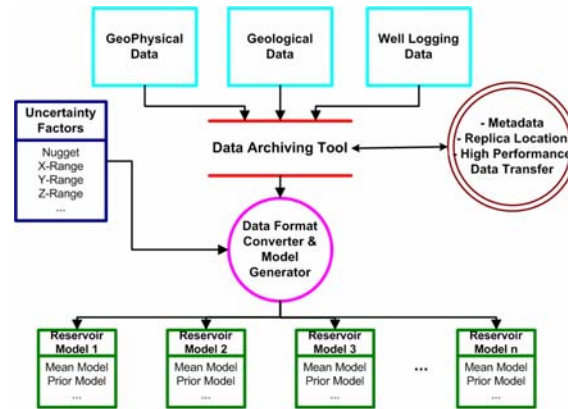 GeoPhysical
Data
Geological
Data
Well Logging
Data
Uncertainty
Factors
Nugget
X-Range
Y-Range
Z-Range
...
Data Archiving Tool
- Metadata
- Replica Location
- High Performance
Data Transfer
Data Format
Converter &
Model
Generator
Reservoir
Model 1
Mean Model
Prior Model
...
Reservoir
Model 2
Mean Model
Prior Model
...
Reservoir
Model 3
Mean Model
Prior Model
...
...
Reservoir
Model n
Mean Model
Prior Model
...